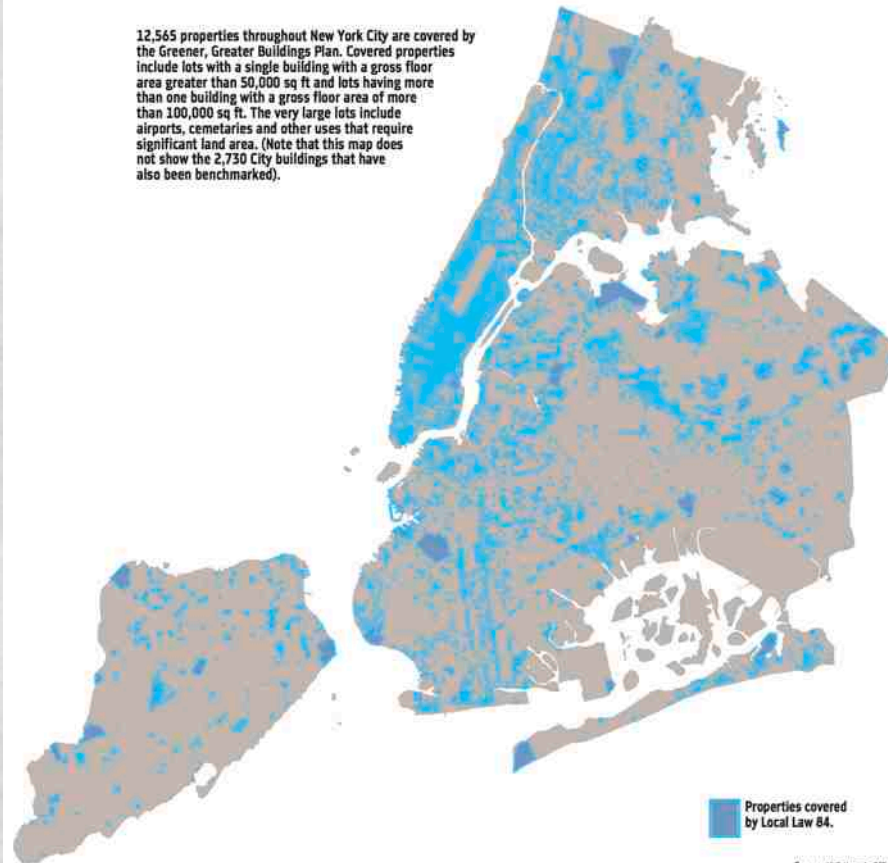 12,565 properties throughout New York City are covered by
the Greener, Greater Buildings Plan. Covered properties
include lots with a single building with a gross floor
area greater than 50,000 sq ft and lots having more
than one building with a gross floor area of more
than 100,000 sq ft. The very large lots include
airports, cemetaries and other uses that require
significant land area. (Note that this map does
not show the 2,730 City buildings that have
also been benchmarked).
Properties covered
by Local Law 84.